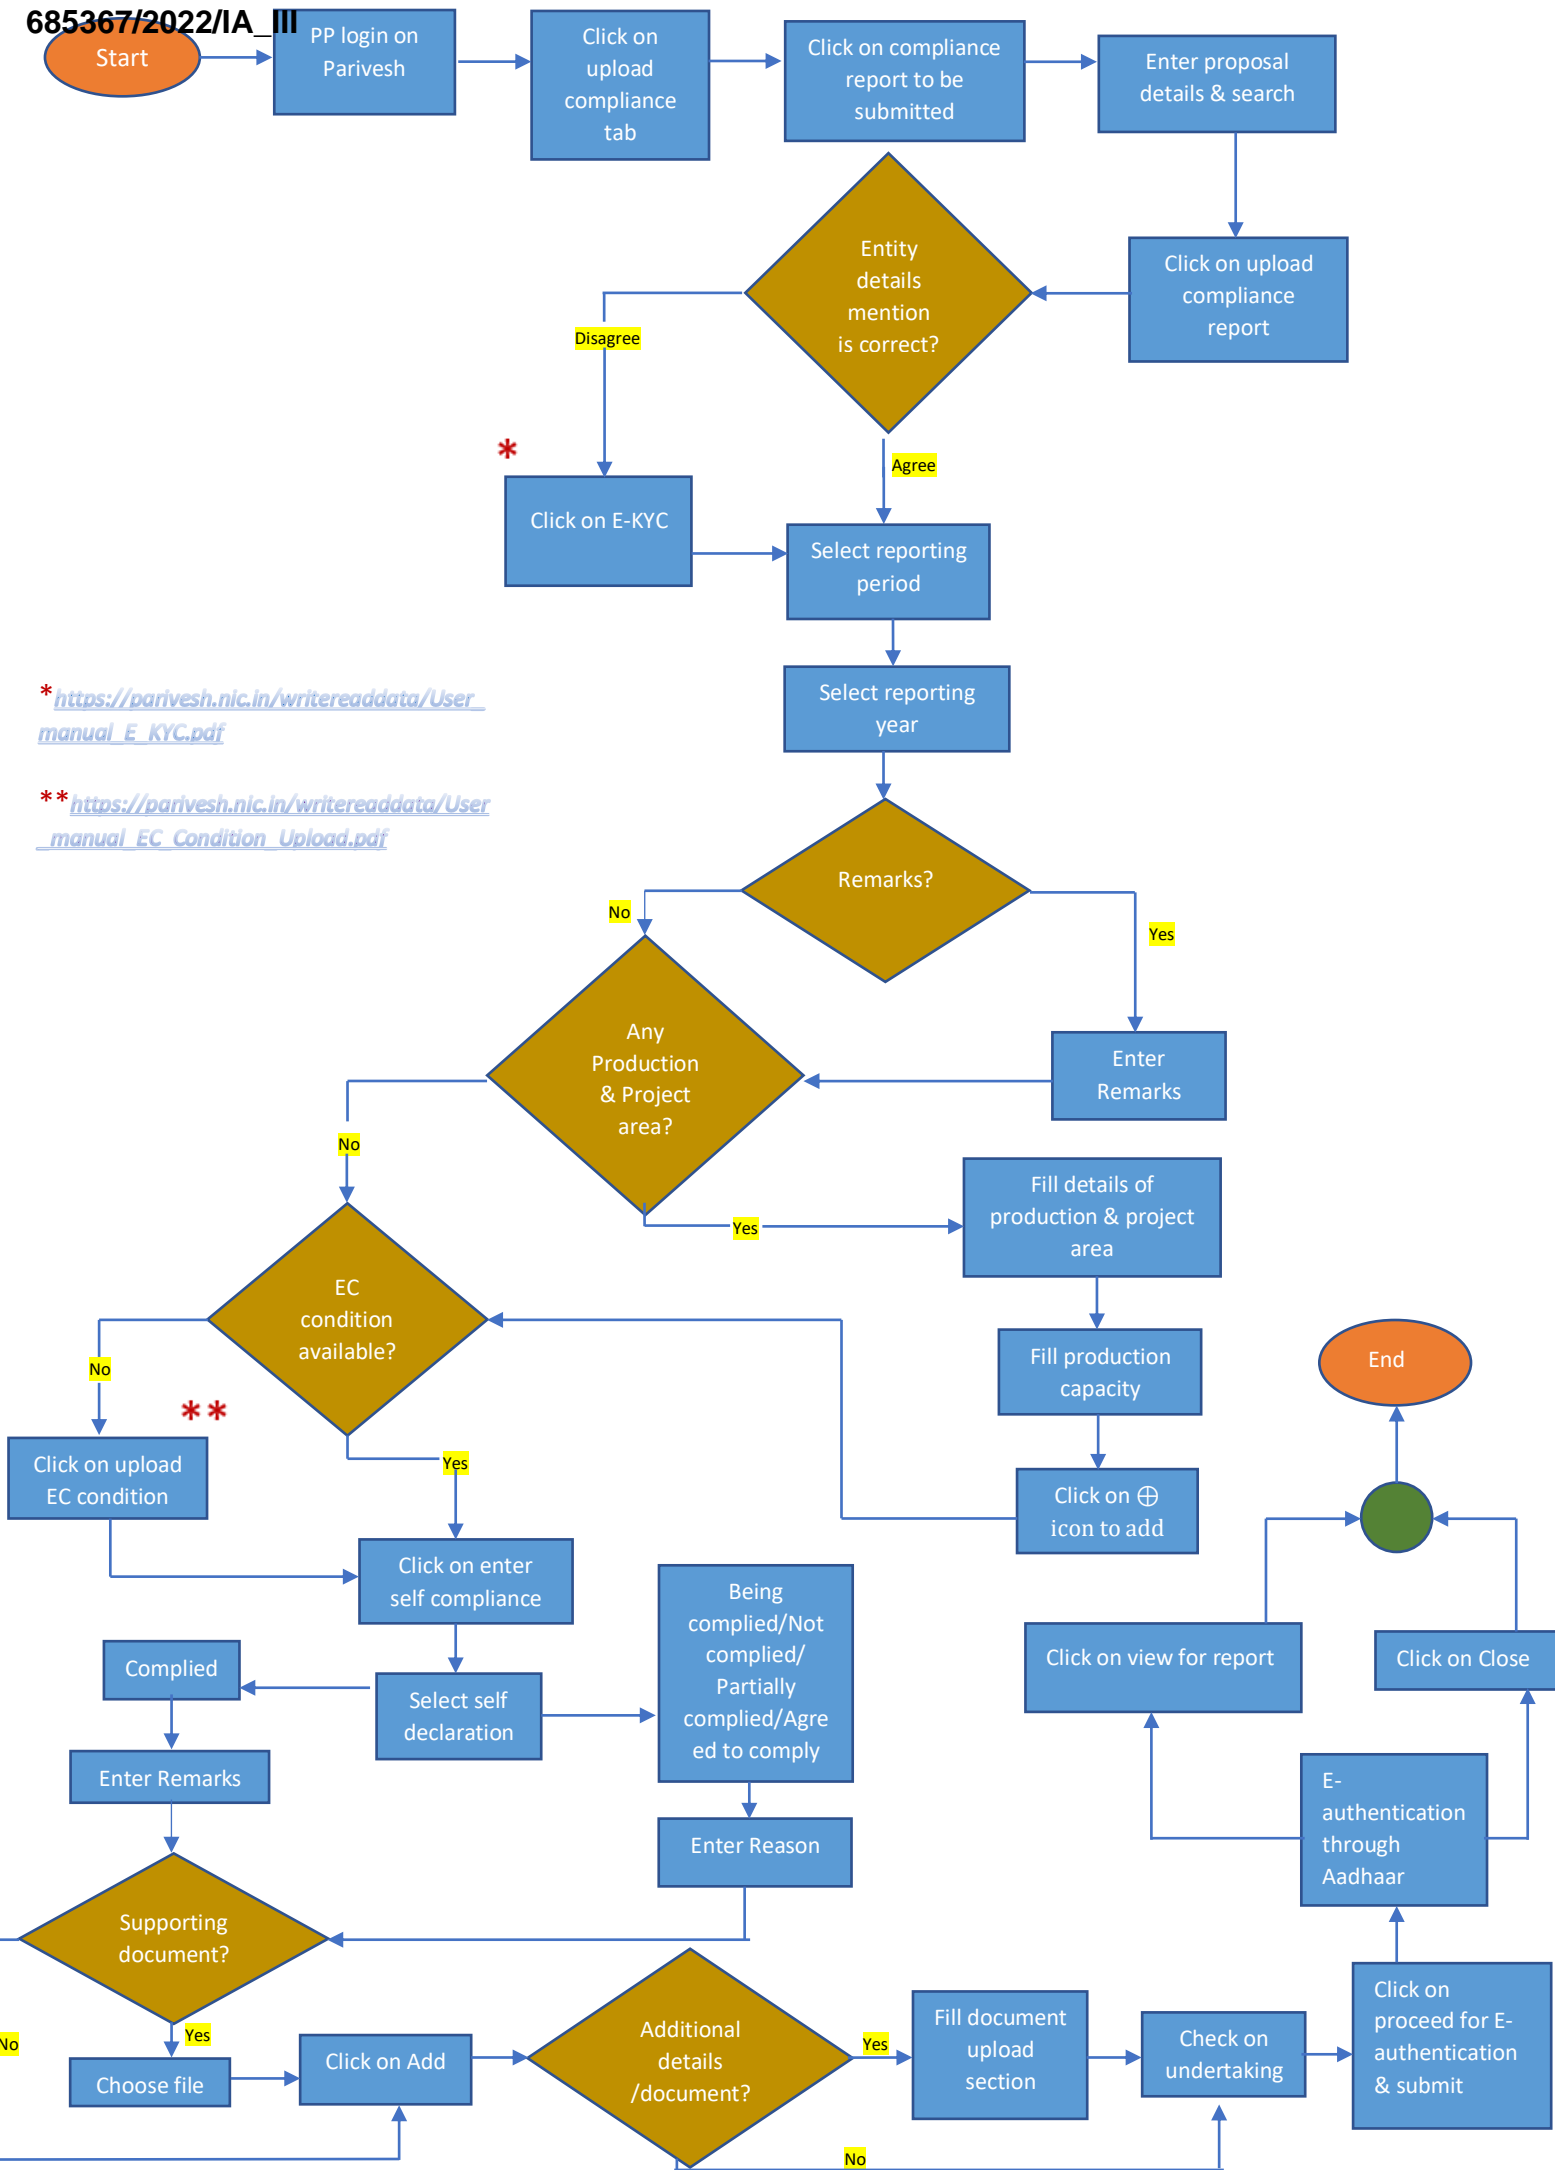 685367/2022/IA_III
Start
PP login on
Parivesh
Click on
upload
compliance
tab
Click on compliance
report to be
submitted
Enter proposal
details & search
Click on upload
compliance
report
Entity
details
mention
is correct?
Disagree
Agree
*
Click on E-KYC
Select reporting
period
Select reporting
year
*https://parivesh.nic.in/writereaddata/User_
manual_E_KYC.pdf
**https://parivesh.nic.in/writereaddata/User
_manual_EC_Condition_Upload.pdf
Remarks?
No
Yes
Enter
Remarks
Any
Production
& Project
area?
No
Yes
Fill details of
production & project
area
Fill production
capacity
Click on ⊕
icon to add
EC
condition
available?
No
Yes
**
Click on upload
EC condition
Click on enter
self compliance
Select self
declaration
Complied
Enter Remarks
Being
complied/Not
complied/
Partially
complied/Agre
ed to comply
Enter Reason
Supporting
document?
No
Yes
Choose file
Click on Add
Additional
details
/document?
Yes
No
Fill document
upload
section
Check on
undertaking
Click on
proceed for E-
authentication
& submit
E-
authentication
through
Aadhaar
Click on view for report
Click on Close
End